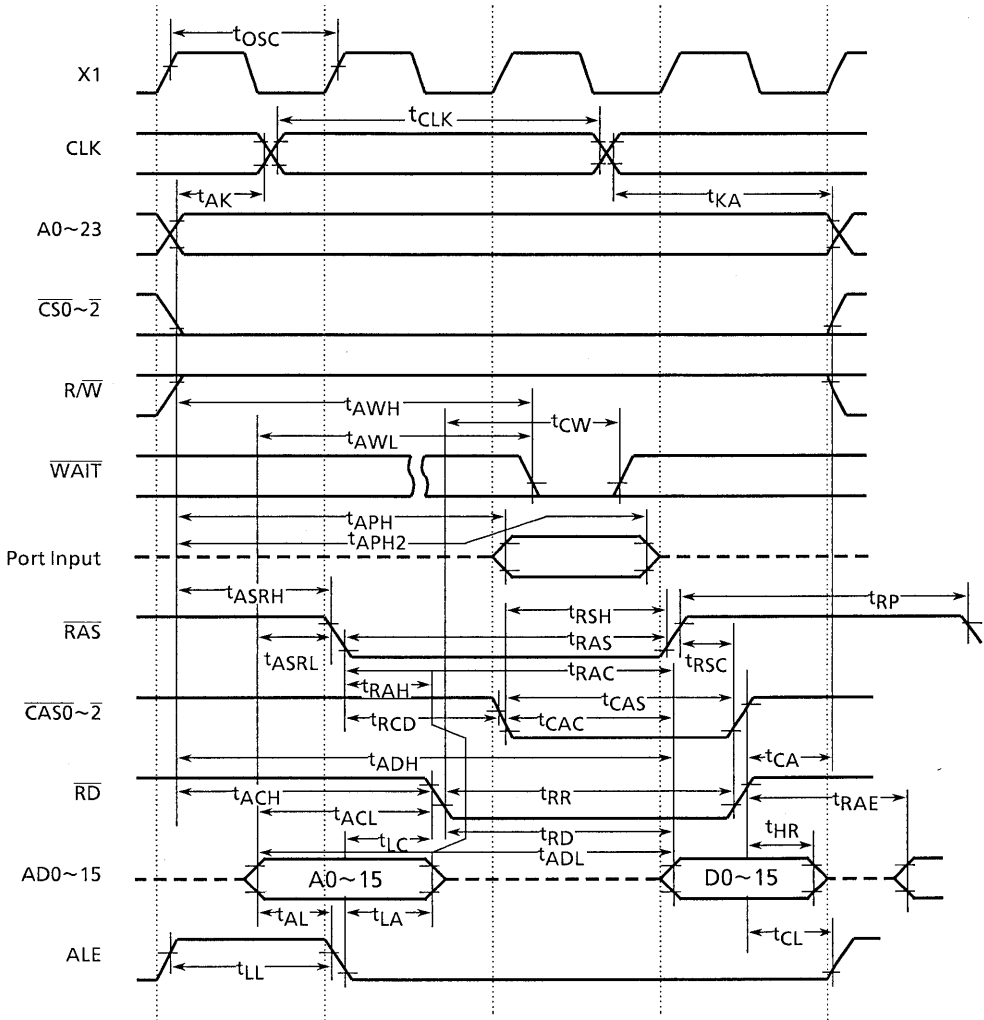 tOSC
X1
tCLK
CLK
tAK
tKA
A0~23
CS0~2
R/W
tAWH
tCW
tAWL
WAIT
tAPH
tAPH2
Port Input
tASRH
tRSH
tRP
RAS
tRAS
tASRL
tRSC
tRAC
tRAH
CAS0~2
tCAS
tRCD
tCAC
tADH
tCA
RD
tACH
tRR
tRAE
tACL
tRD
tHR
tLC
tADL
AD0~15
A0~15
D0~15
tAL
tLA
tCL
ALE
tLL